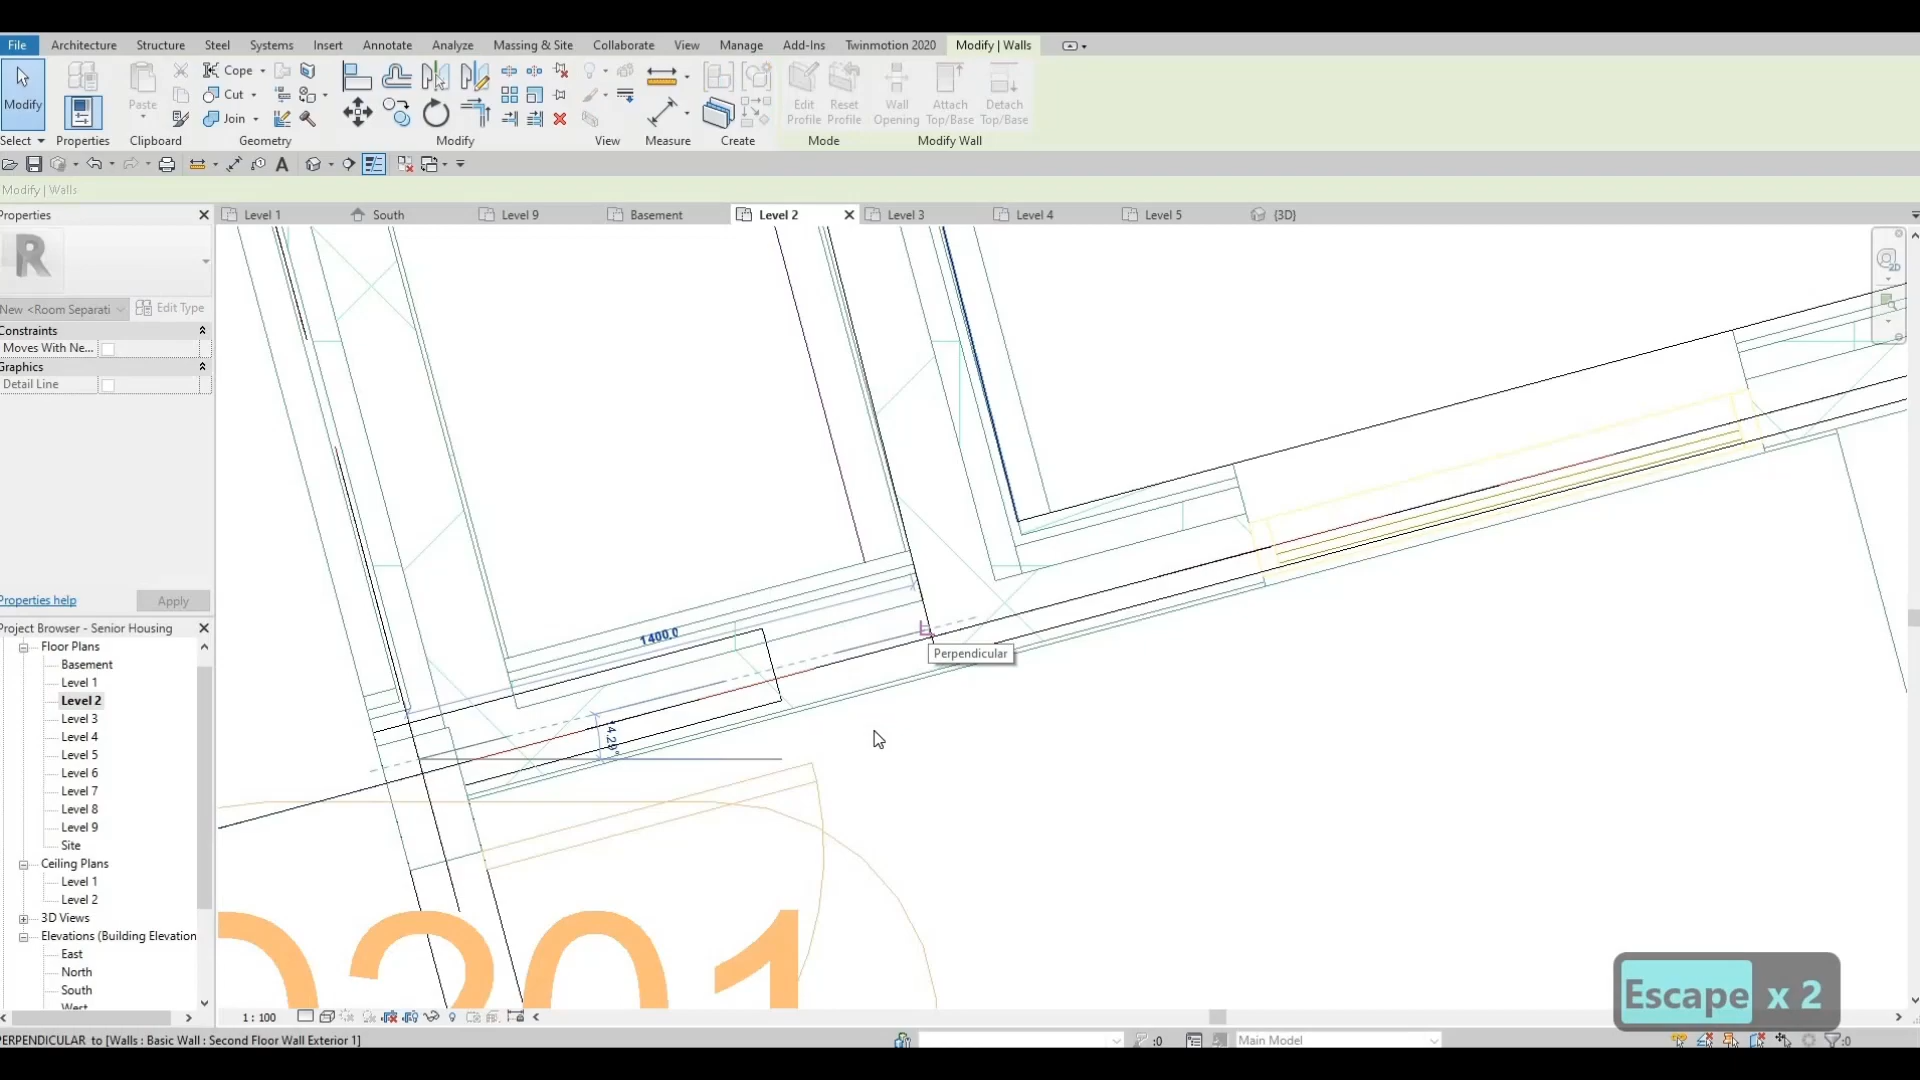 File Architecture Structure Steel Systems Insert Annotate Analyze Massing & Site Collaborate View Manage Add-Ins Twinmotion 2020 Modify | Walls
Modify
Paste
Cope
Cut
Join
Edit Profile
Reset Profile
Wall Opening
Attach Top/Base
Detach Top/Base
Select Properties Clipboard Geometry Modify View Measure Create Mode Modify Wall
Modify | Walls
Properties
Level 1 South Level 9 Basement Level 2 Level 3 Level 4 Level 5 {3D}
R
2D
New <Room Separati
Edit Type
Constraints
Moves With Ne...
Graphics
Detail Line
Properties help
Apply
1400.0
Perpendicular
Project Browser - Senior Housing
Floor Plans
Basement
Level 1
Level 2
Level 3
Level 4
Level 5
Level 6
Level 7
Level 8
Level 9
Site
Ceiling Plans
Level 1
Level 2
3D Views
Elevations (Building Elevation
East
North
South
West
0201
Escape x 2
1 : 100
PERPENDICULAR to [Walls : Basic Wall : Second Floor Wall Exterior 1]
:0
Main Model
:0